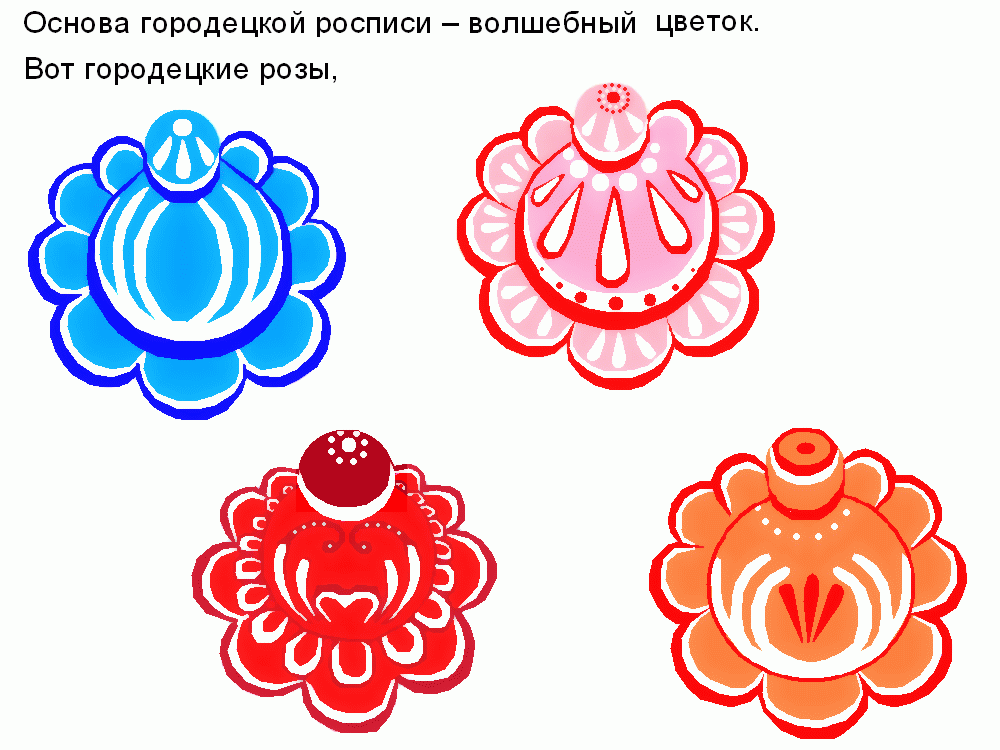 Основа городецкой росписи – волшебный цветок.
Вот городецкие розы,